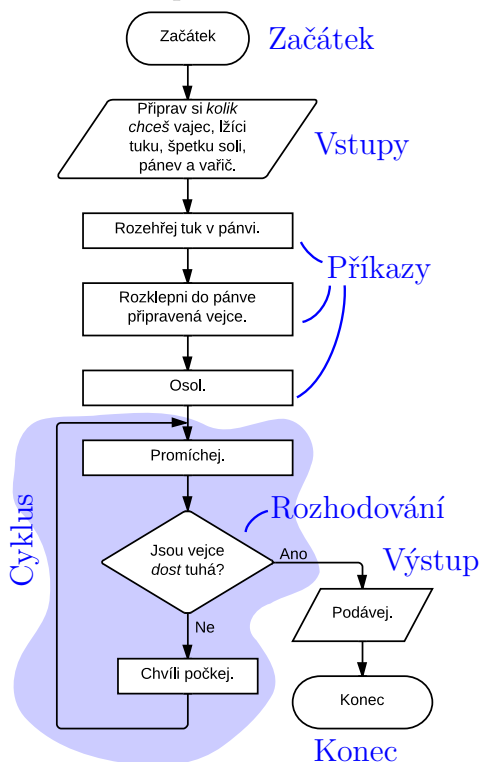 Začátek
Začátek
Připrav si kolik
chceš vajec, lžíci
tuku, špetku soli,
pánev a vařič.
Vstupy
Rozehřej tuk v pánvi.
Příkazy
Rozklepni do pánve
připravená vejce.
Osol.
Cyklus
Promíchej.
Rozhodování
Jsou vejce
dost tuhá?
Ano
Výstup
Podávej.
Ne
Chvíli počkej.
Konec
Konec